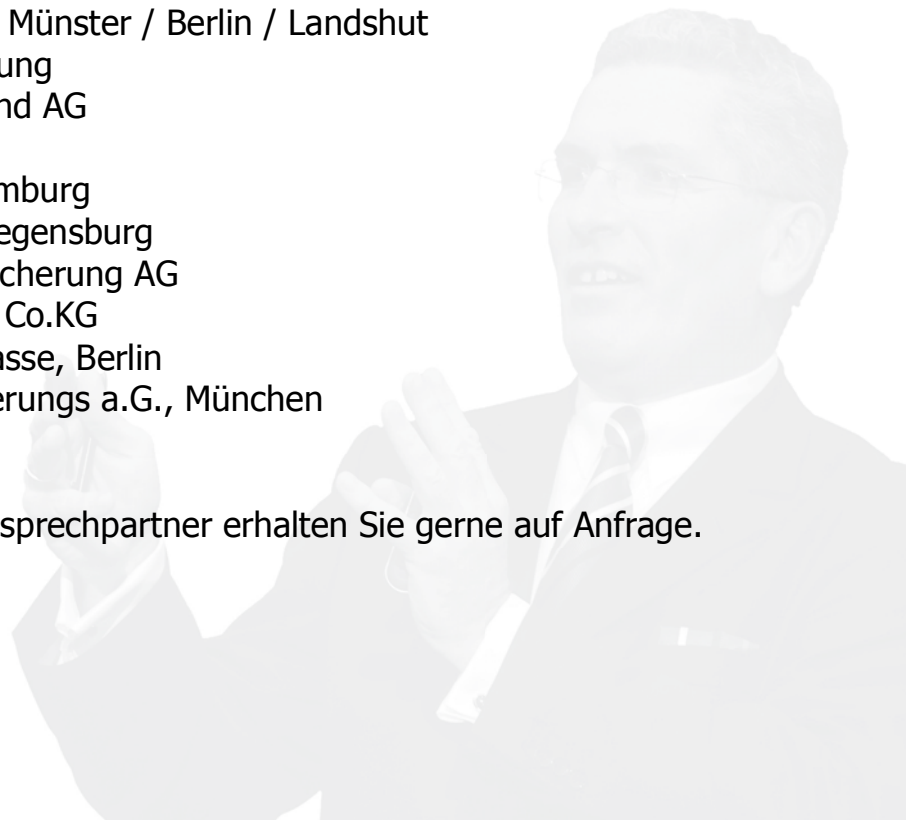 Münster / Berlin / Landshut
ung
nd AG
mburg
egensburg
cherung AG
Co.KG
asse, Berlin
erungs a.G., München
sprechpartner erhalten Sie gerne auf Anfrage.